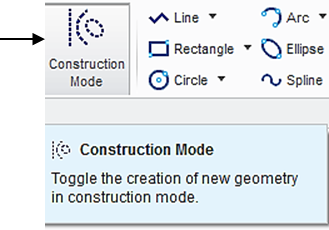 Line
Arc
Rectangle
Ellipse
Construction
Mode
Circle
Spline
Construction Mode
Toggle the creation of new geometry
in construction mode.